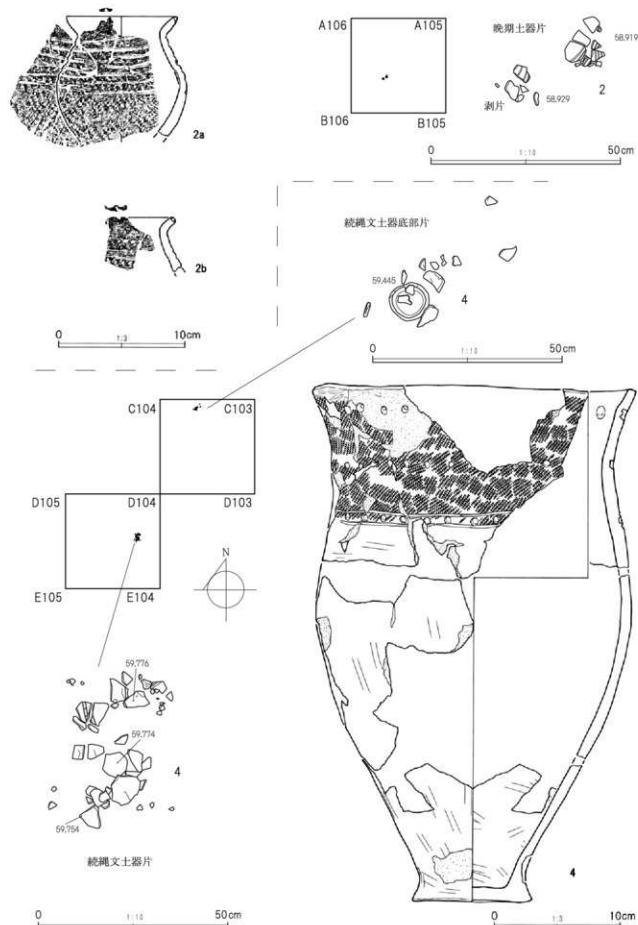 2a
A106 A105
B106 B105
晩期土器片
58.919
2
剥片
58.929
0 1:10 50cm
2b
0 1:3 10cm
続縄文土器底部片
59.445
4
0 1:10 50cm
C104 C103
D105 D104 D103
E105 E104
N
59.776
59.774
4
59.754
続縄文土器片
0 1:10 50cm
4
0 1:3 10cm